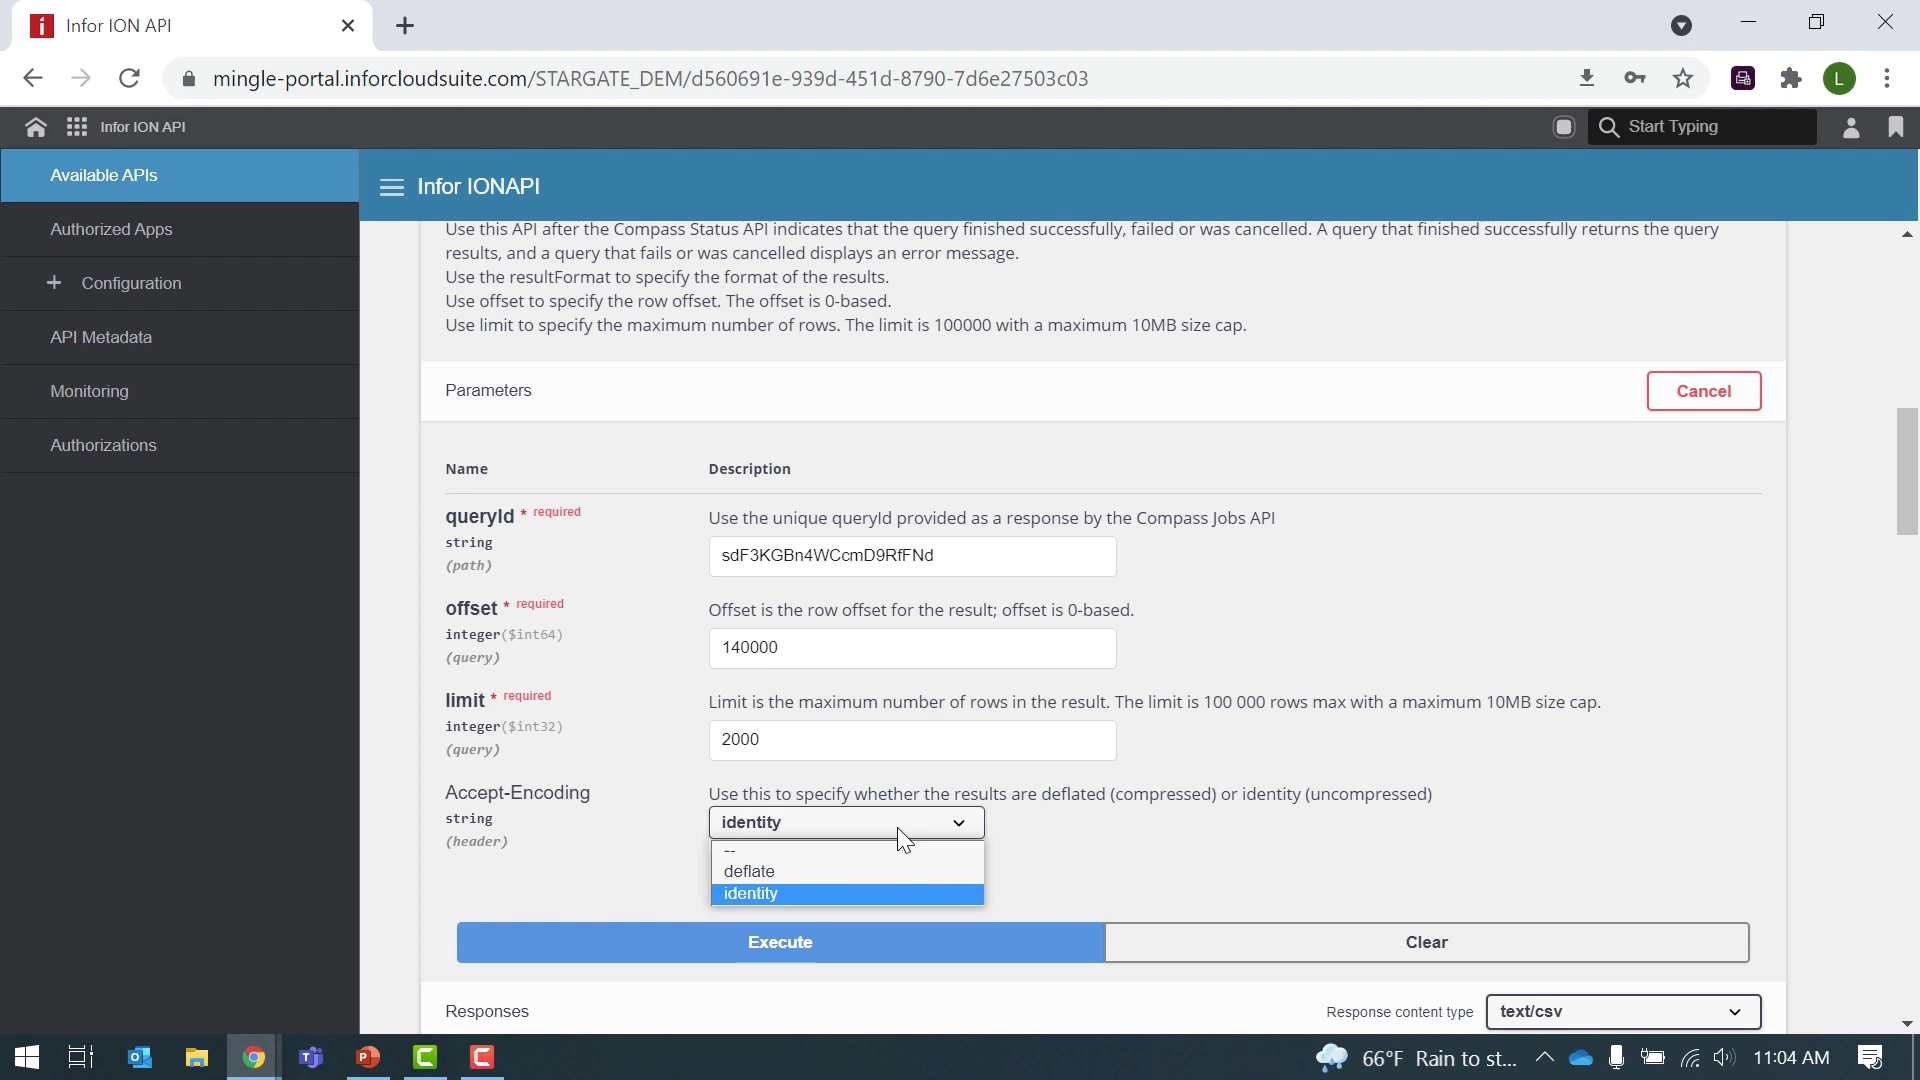 Infor ION API
mingle-portal.inforcloudsuite.com/STARGATE_DEM/d560691e-939d-451d-8790-7d6e27503c03
L
Infor ION API
Start Typing
Available APIs
Authorized Apps
Configuration
API Metadata
Monitoring
Authorizations
Infor IONAPI
Use this API after the Compass Status API indicates that the query finished successfully, failed or was cancelled. A query that finished successfully returns the query
results, and a query that fails or was cancelled displays an error message.
Use the resultFormat to specify the format of the results.
Use offset to specify the row offset. The offset is 0-based.
Use limit to specify the maximum number of rows. The limit is 100000 with a maximum 10MB size cap.
Parameters
Cancel
Name Description
queryId * required
string
(path)
Use the unique queryId provided as a response by the Compass Jobs API
sdF3KGBn4WCcmD9RfFNd
offset * required
integer($int64)
(query)
Offset is the row offset for the result; offset is 0-based.
140000
limit * required
integer($int32)
(query)
Limit is the maximum number of rows in the result. The limit is 100 000 rows max with a maximum 10MB size cap.
2000
Accept-Encoding
string
(header)
Use this to specify whether the results are deflated (compressed) or identity (uncompressed)
identity
--
deflate
identity
Execute
Clear
Responses
Response content type
text/csv
66°F Rain to st...
11:04 AM